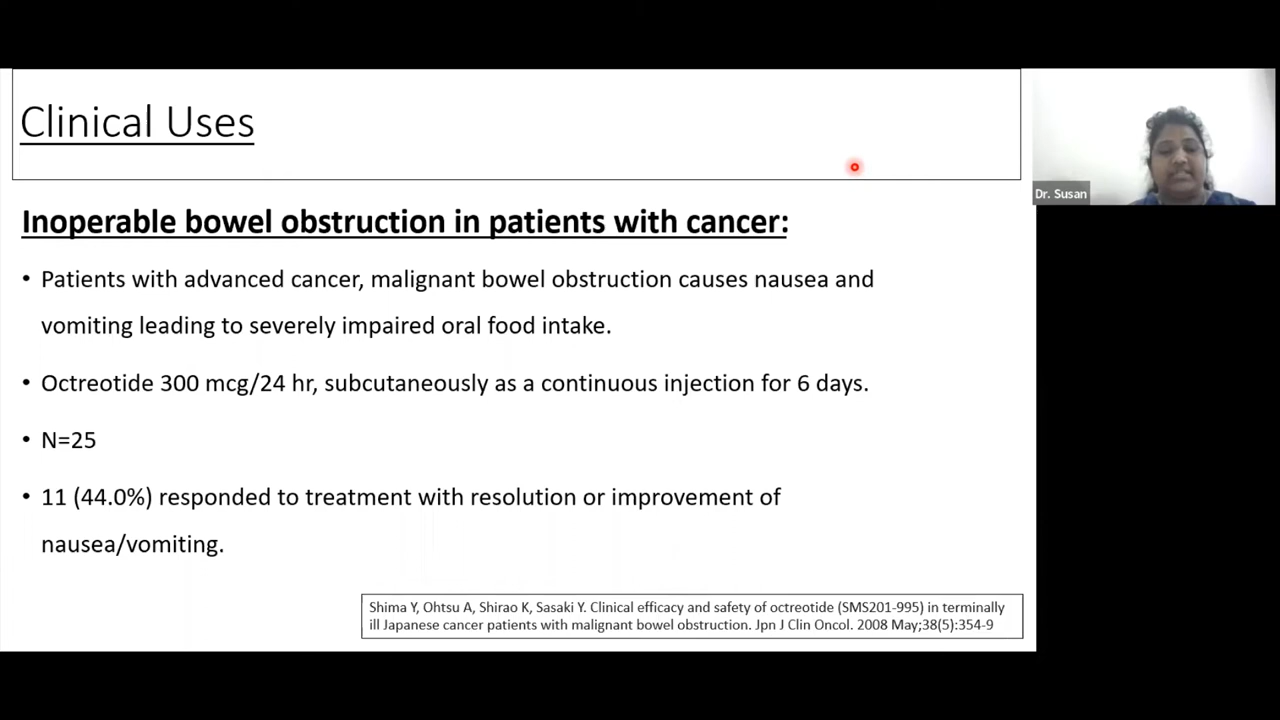 Clinical Uses
Dr. Susan
Inoperable bowel obstruction in patients with cancer:
• Patients with advanced cancer, malignant bowel obstruction causes nausea and
vomiting leading to severely impaired oral food intake.
• Octreotide 300 mcg/24 hr, subcutaneously as a continuous injection for 6 days.
• N=25
• 11 (44.0%) responded to treatment with resolution or improvement of
nausea/vomiting.
Shima Y, Ohtsu A, Shirao K, Sasaki Y. Clinical efficacy and safety of octreotide (SMS201-995) in terminally
ill Japanese cancer patients with malignant bowel obstruction. Jpn J Clin Oncol. 2008 May;38(5):354-9